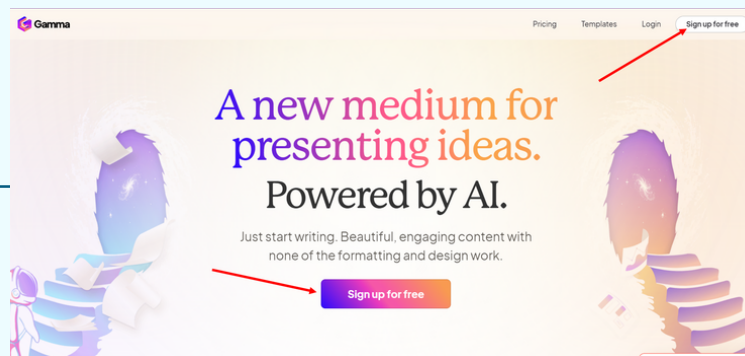 Gamma
Pricing Templates Login Sign up for free
A new medium for
presenting ideas.
Powered by AI.
Just start writing. Beautiful, engaging content with
none of the formatting and design work.
Sign up for free